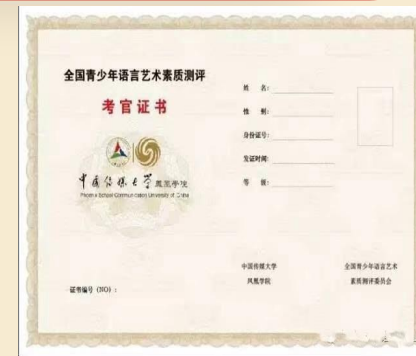 全国青少年语言艺术素质测评
考官证书
中国传媒大学 凤凰学院
Phoenix School Communication University of China
证书编号（NO）：
姓 名：
性 别：
身份证号：
发证时间：
等 级：
中国传媒大学
凤凰学院
全国青少年语言艺术
素质测评委员会